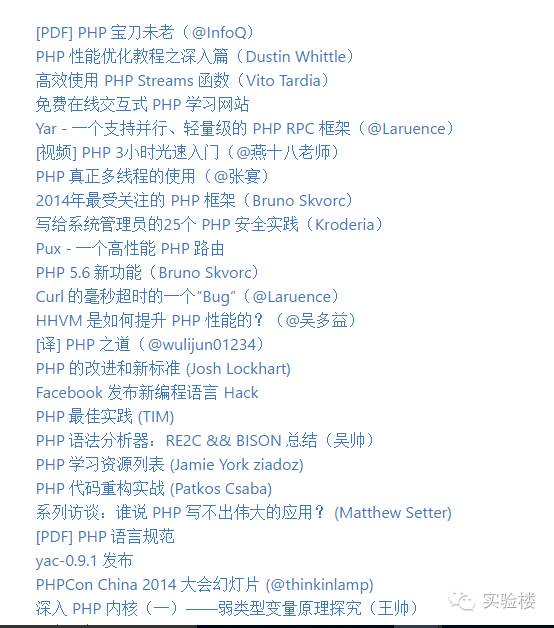 [PDF] PHP 宝刀未老（@InfoQ）
PHP 性能优化教程之深入篇（Dustin Whittle）
高效使用 PHP Streams 函数（Vito Tardia）
免费在线交互式 PHP 学习网站
Yar - 一个支持并行、轻量级的 PHP RPC 框架（@Laruence）
[视频] PHP 3小时光速入门（@燕十八老师）
PHP 真正多线程的使用（@张宴）
2014年最受关注的 PHP 框架（Bruno Skvorc）
写给系统管理员的25个 PHP 安全实践（Kroderia）
Pux - 一个高性能 PHP 路由
PHP 5.6 新功能（Bruno Skvorc）
Curl 的毫秒超时的一个"Bug"（@Laruence）
HHVM 是如何提升 PHP 性能的？（@吴多益）
[译] PHP 之道（@wulijun01234）
PHP 的改进和新标准 (Josh Lockhart)
Facebook 发布新编程语言 Hack
PHP 最佳实践 (TIM)
PHP 语法分析器：RE2C && BISON 总结（吴帅）
PHP 学习资源列表 (Jamie York ziadoz)
PHP 代码重构实战 (Patkos Csaba)
系列访谈：谁说 PHP 写不出伟大的应用？ (Matthew Setter)
[PDF] PHP 语言规范
yac-0.9.1 发布
PHPCon China 2014 大会幻灯片 (@thinkinlamp)
深入 PHP 内核（一）——弱类型变量原理探究（王帅）
实验楼